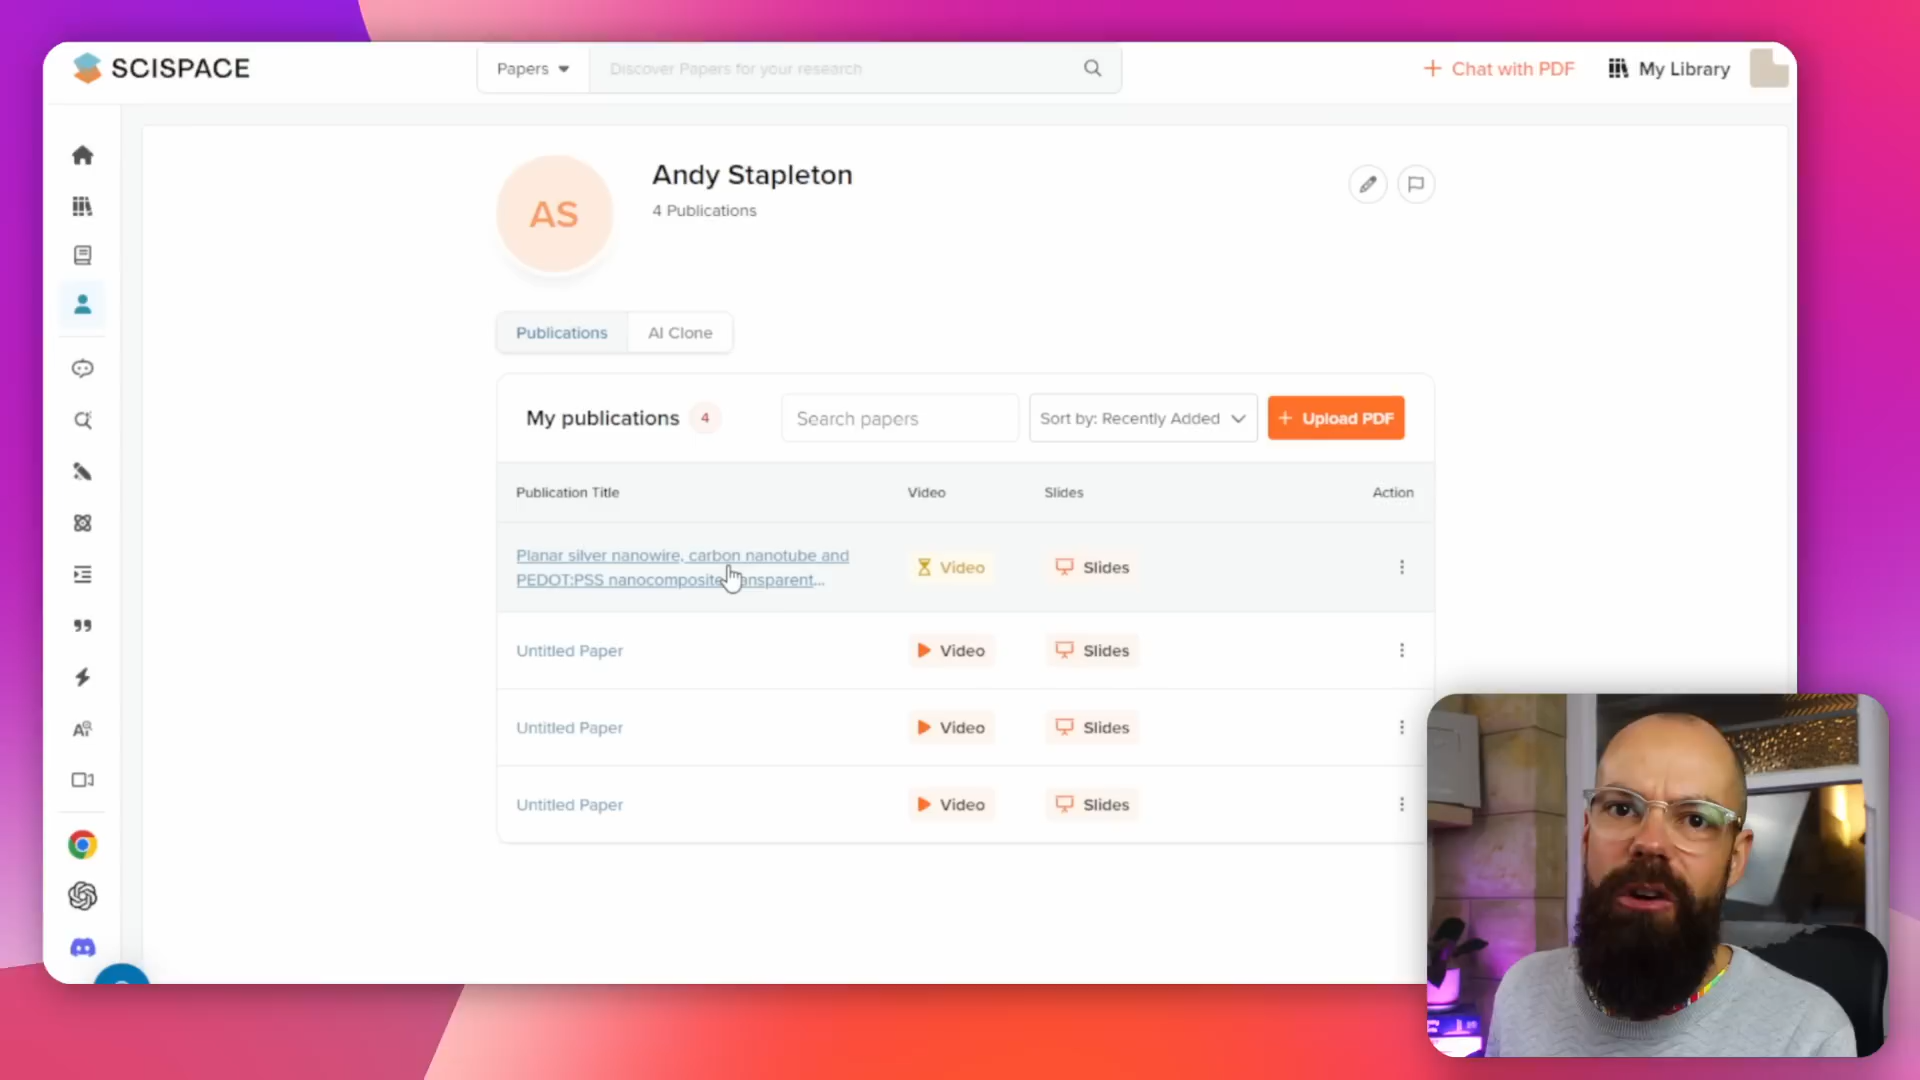 SCISPACE
Papers
Discover Papers for your research
+ Chat with PDF
My Library
AS
Andy Stapleton
4 Publications
Publications
AI Clone
My publications 4
Search papers
Sort by: Recently Added
+ Upload PDF
Publication Title
Video
Slides
Action
Planar silver nanowire, carbon nanotube and
PEDOT:PSS nanocomposite
Video
Slides
Untitled Paper
Video
Slides
Untitled Paper
Video
Slides
Untitled Paper
Video
Slides